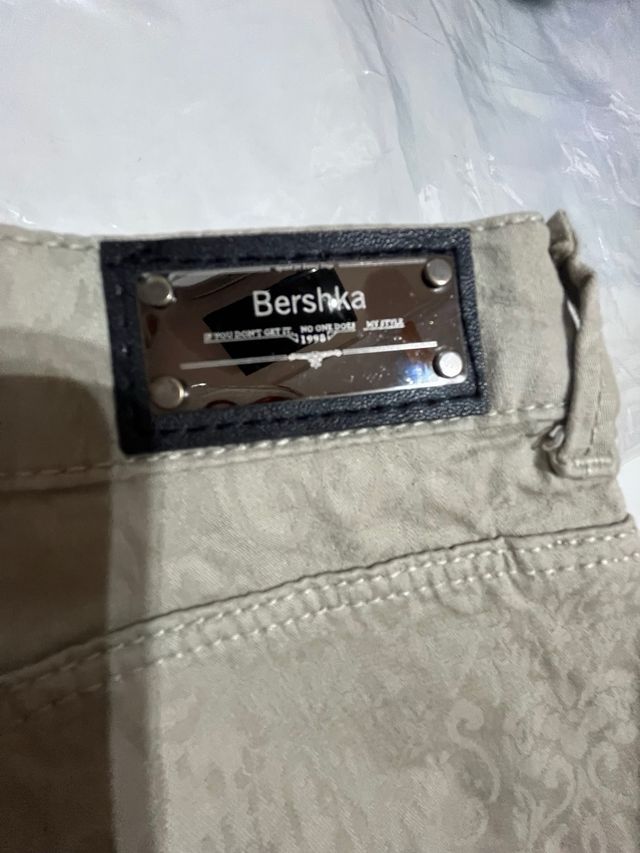 Bershka
IF YOU DON'T GET IT, NO ONE DOES MY STYLE
1998